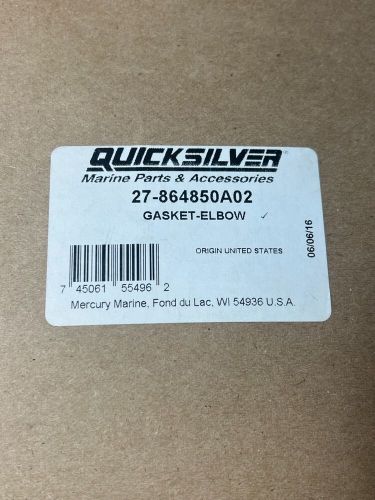 QUICKSILVER
Marine Parts & Accessories
27-864850A02
GASKET-ELBOW
ORIGIN UNITED STATES
06/06/16
7 45061 55496 2
Mercury Marine, Fond du Lac, WI 54936 U.S.A.